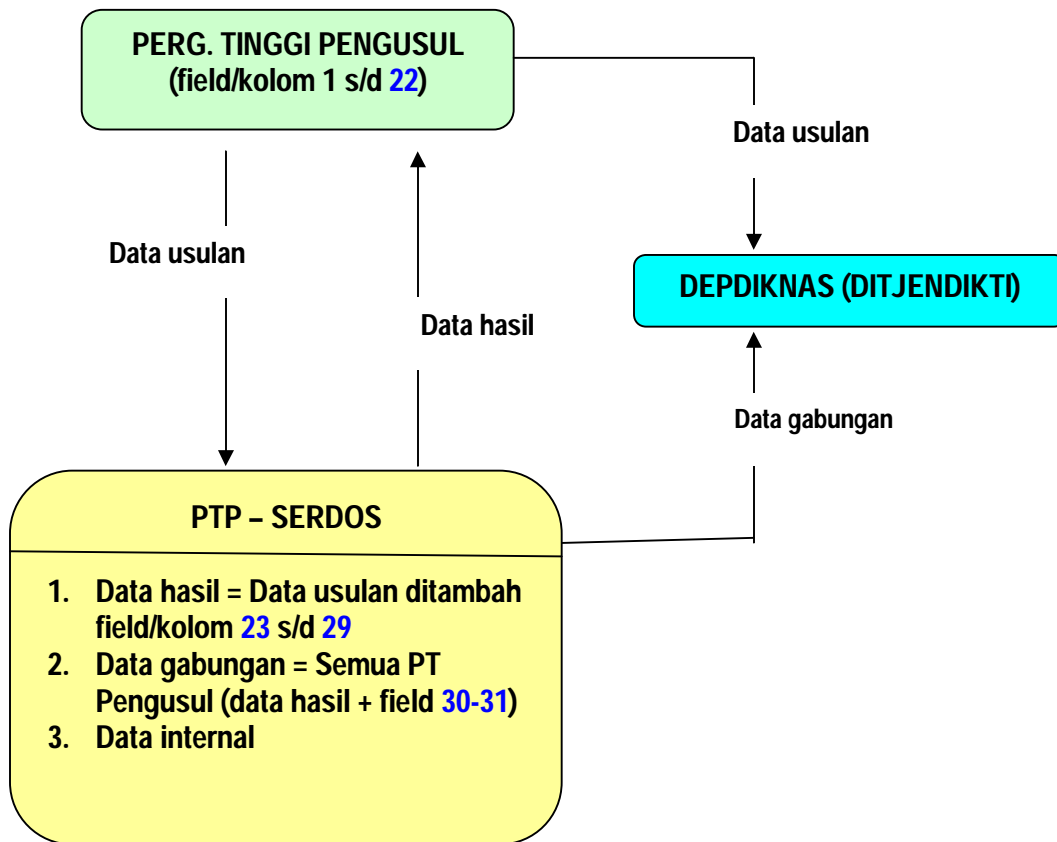 PERG. TINGGI PENGUSUL
(field/kolom 1 s/d 22)
Data usulan
Data usulan
DEPDIKNAS (DITJENDIKTI)
Data hasil
Data gabungan
PTP – SERDOS
1. Data hasil = Data usulan ditambah
field/kolom 23 s/d 29
2. Data gabungan = Semua PT
Pengusul (data hasil + field 30-31)
3. Data internal